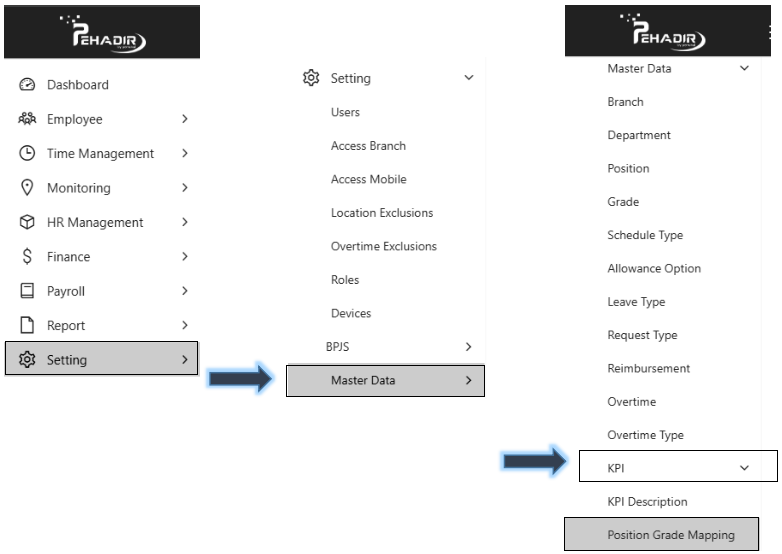 PEHADIR
Dashboard
Employee
Time Management
Monitoring
HR Management
Finance
Payroll
Report
Setting
Setting
Users
Access Branch
Access Mobile
Location Exclusions
Overtime Exclusions
Roles
Devices
BPJS
Master Data
PEHADIR
Master Data
Branch
Department
Position
Grade
Schedule Type
Allowance Option
Leave Type
Request Type
Reimbursement
Overtime
Overtime Type
KPI
KPI Description
Position Grade Mapping